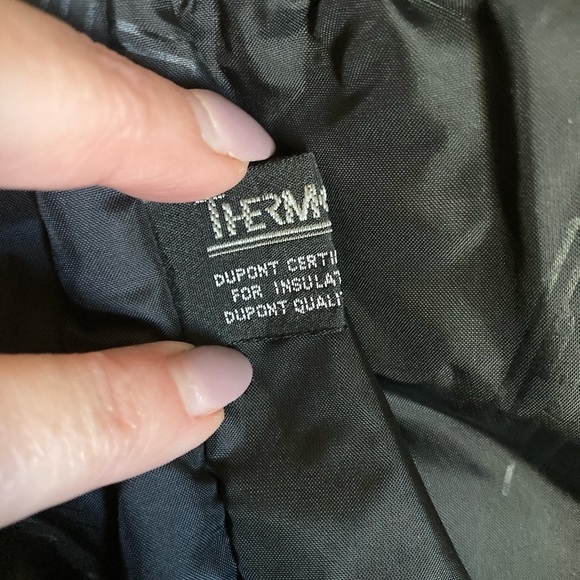 THERM
DUPONT CERTI
FOR INSULAT
DUPONT QUALI